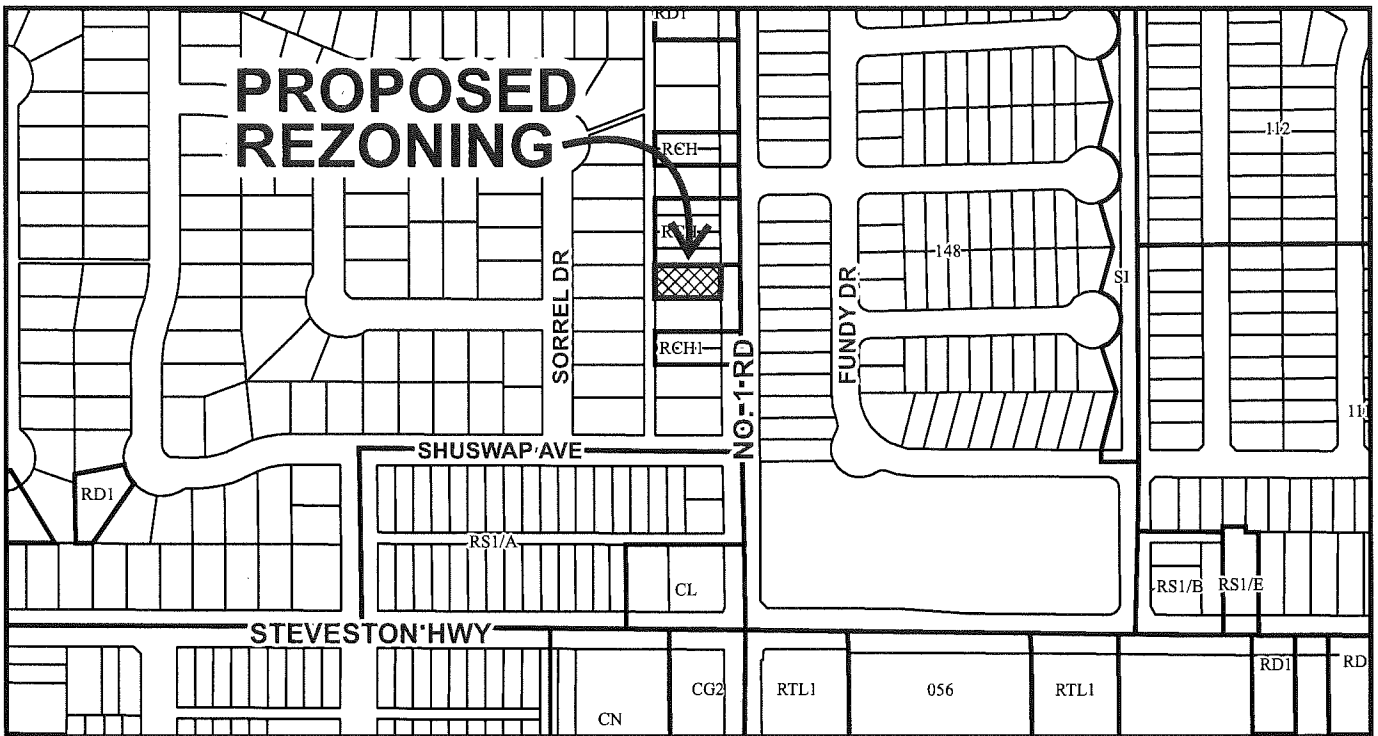 RD1
PROPOSED
REZONING
RCH
112
RCH
148
SI
SORREL DR
FUNDY DR
RCH1
NO. 1 RD
SHUSWAP AVE
RD1
RS1/A
CL
RS1/B
RS1/E
STEVESTON HWY
CG2
RTL1
056
RTL1
RD1
RD
CN